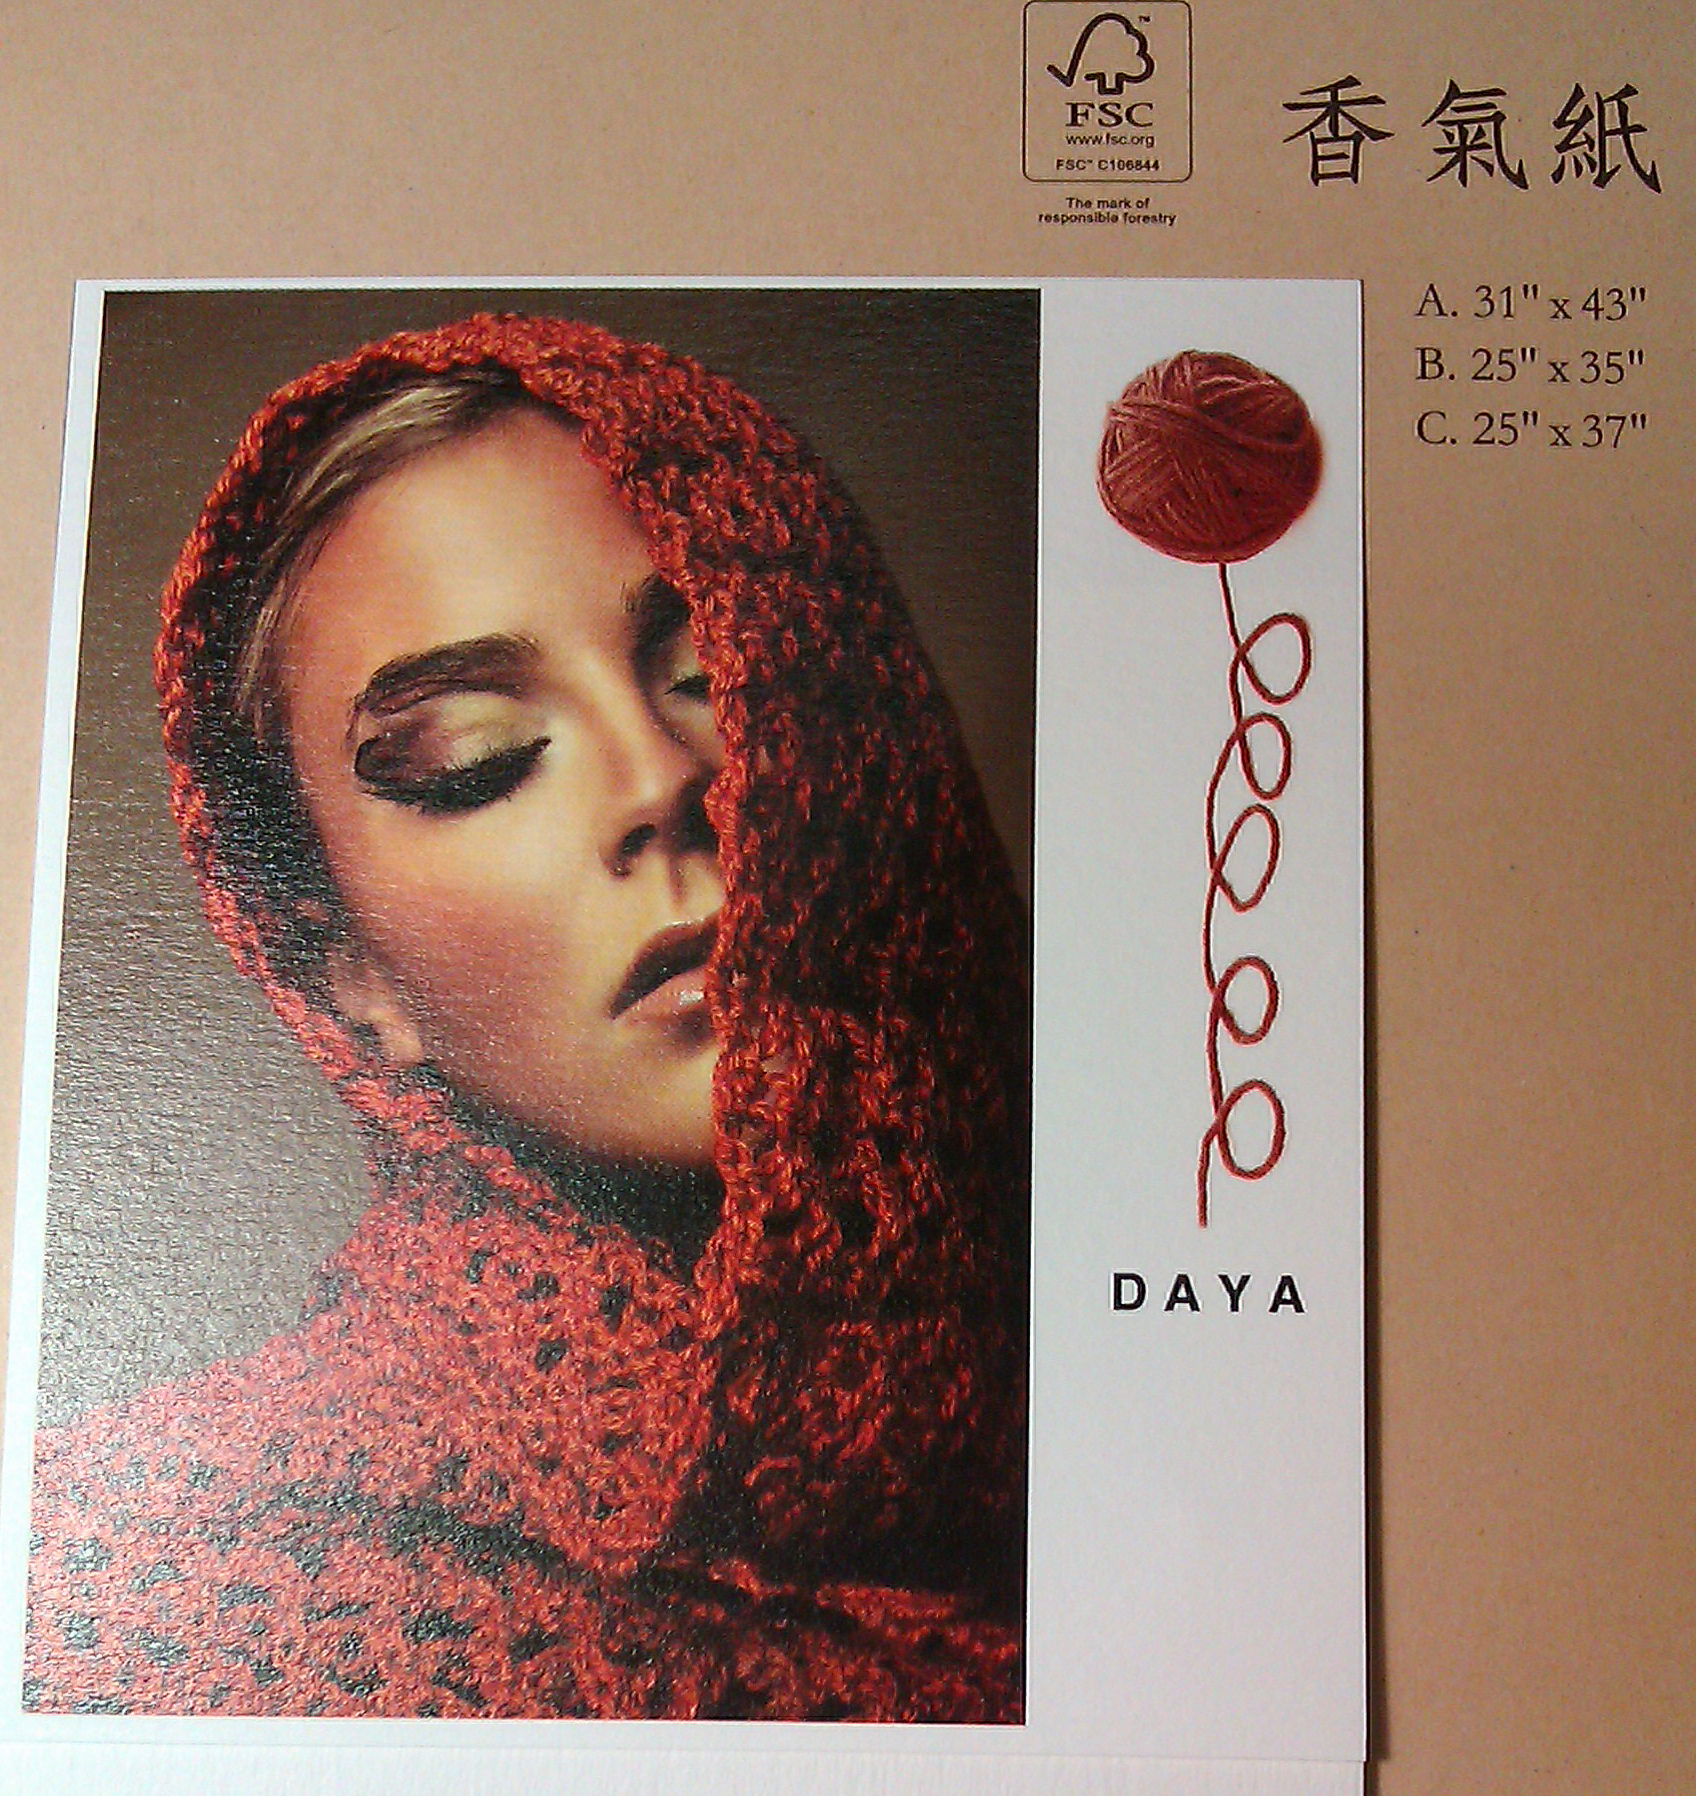 FSC
www.fsc.org
FSC™ C106844
The mark of
responsible forestry
香氣紙
A. 31" x 43"
B. 25" x 35"
C. 25" x 37"
DAYA